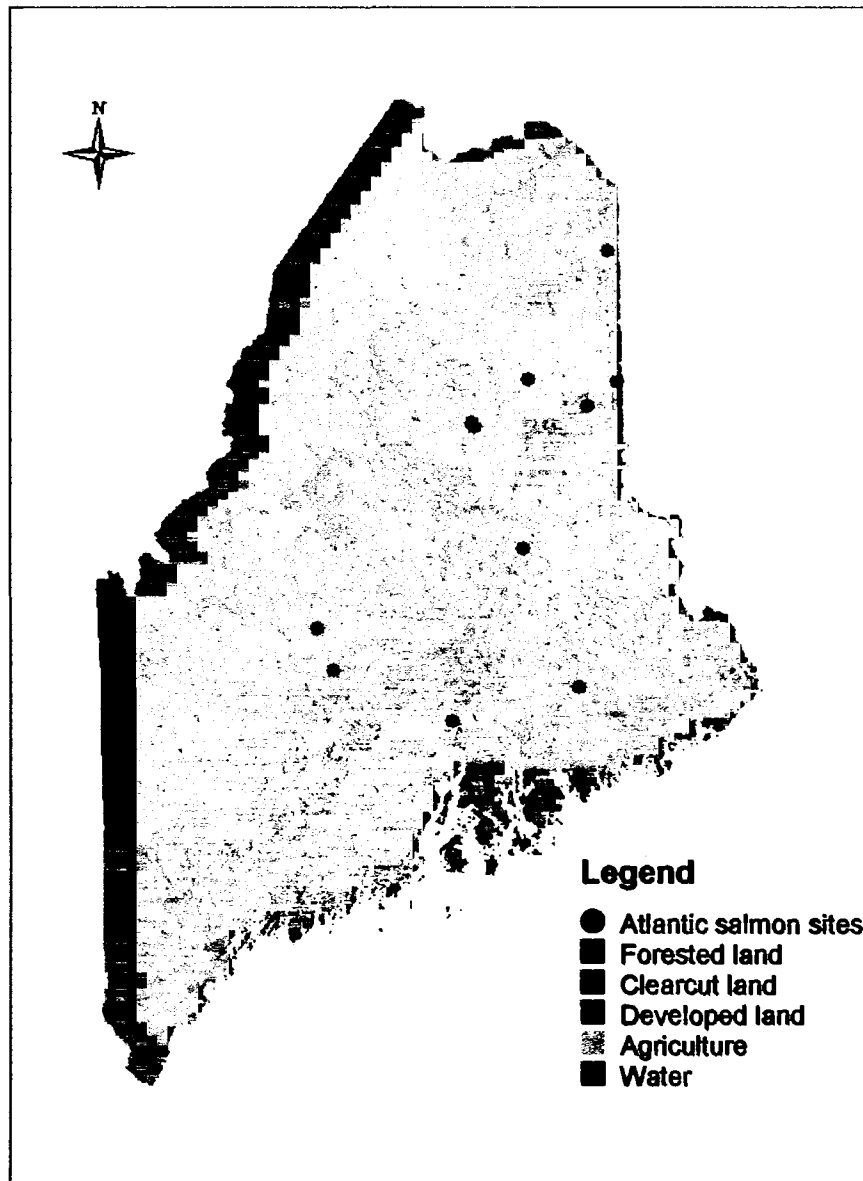 N
Legend
Atlantic salmon sites
Forested land
Clearcut land
Developed land
Agriculture
Water